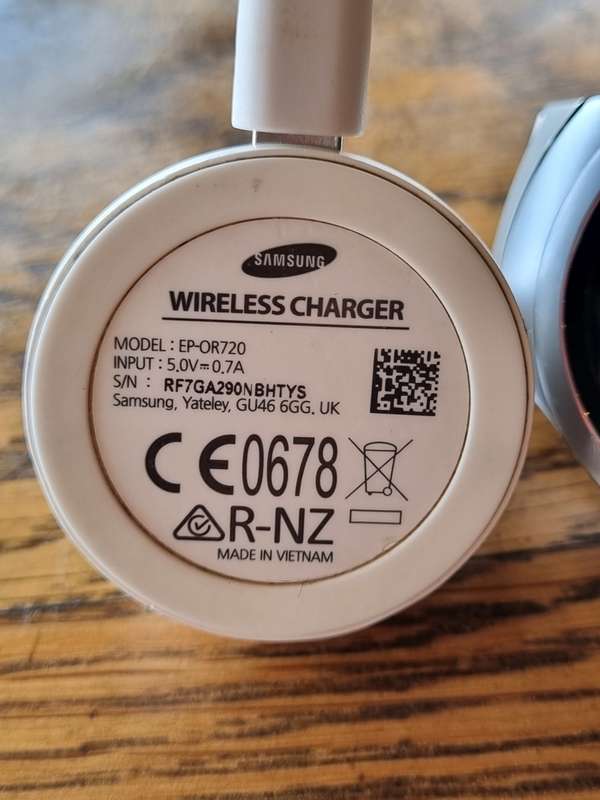 SAMSUNG
WIRELESS CHARGER
MODEL : EP-OR720
INPUT : 5.0V⎓0.7A
S/N : RF7GA290NBHTYS
Samsung, Yateley, GU46 6GG, UK
CE0678
R-NZ
MADE IN VIETNAM